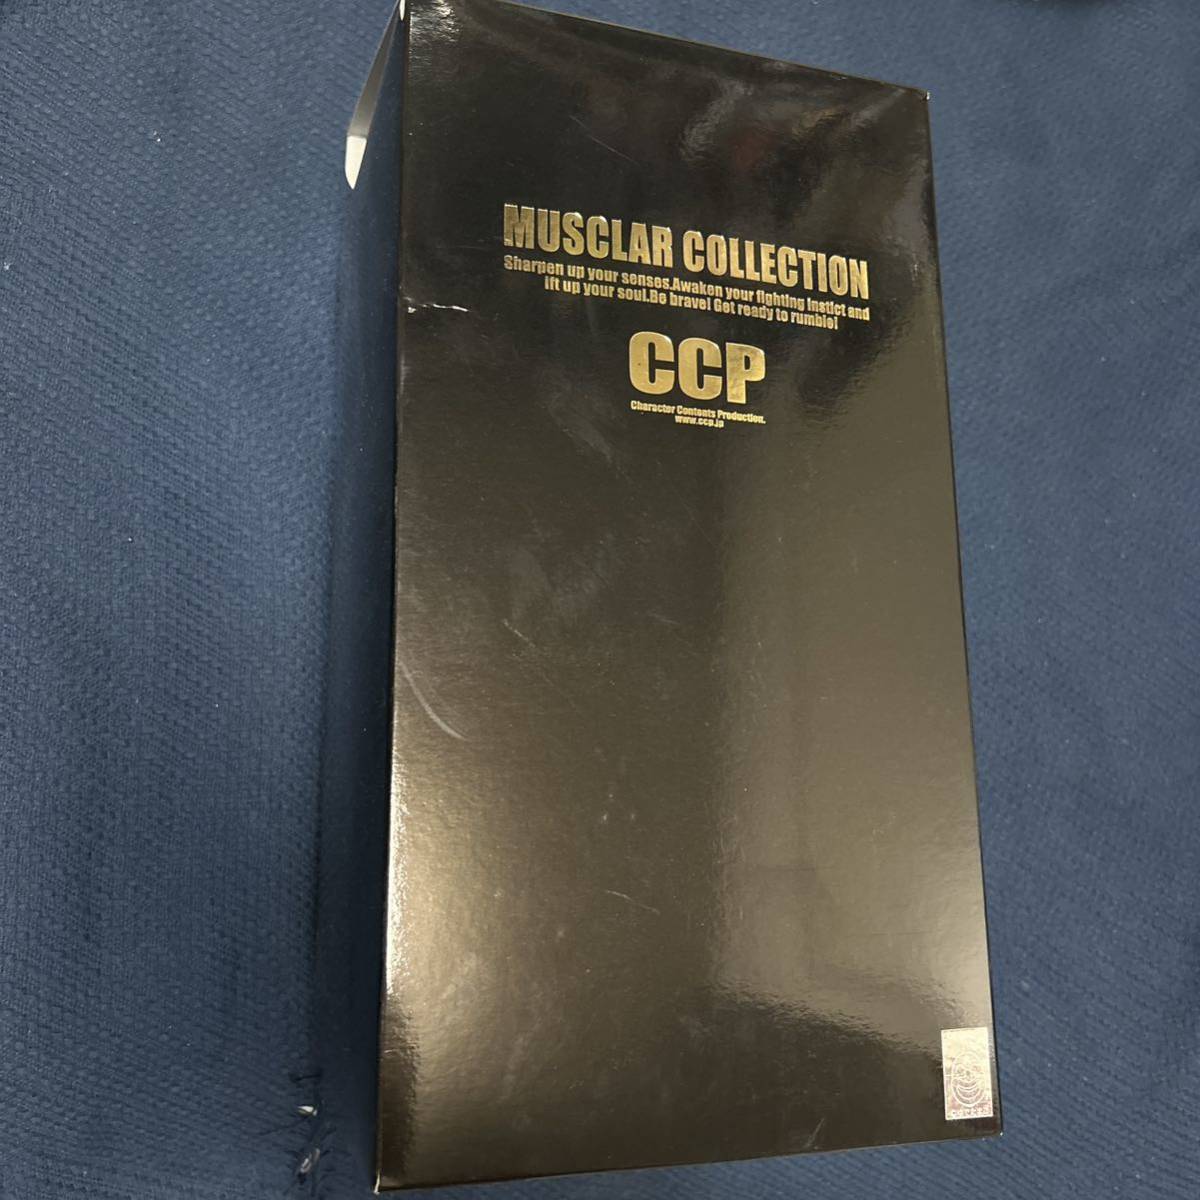 MUSCLAR COLLECTION
Sharpen up your senses.Awaken your fighting instict and
lft up your soul.Be brave! Get ready to rumble!
CCP
Character Contents Production.
www.ccp.jp